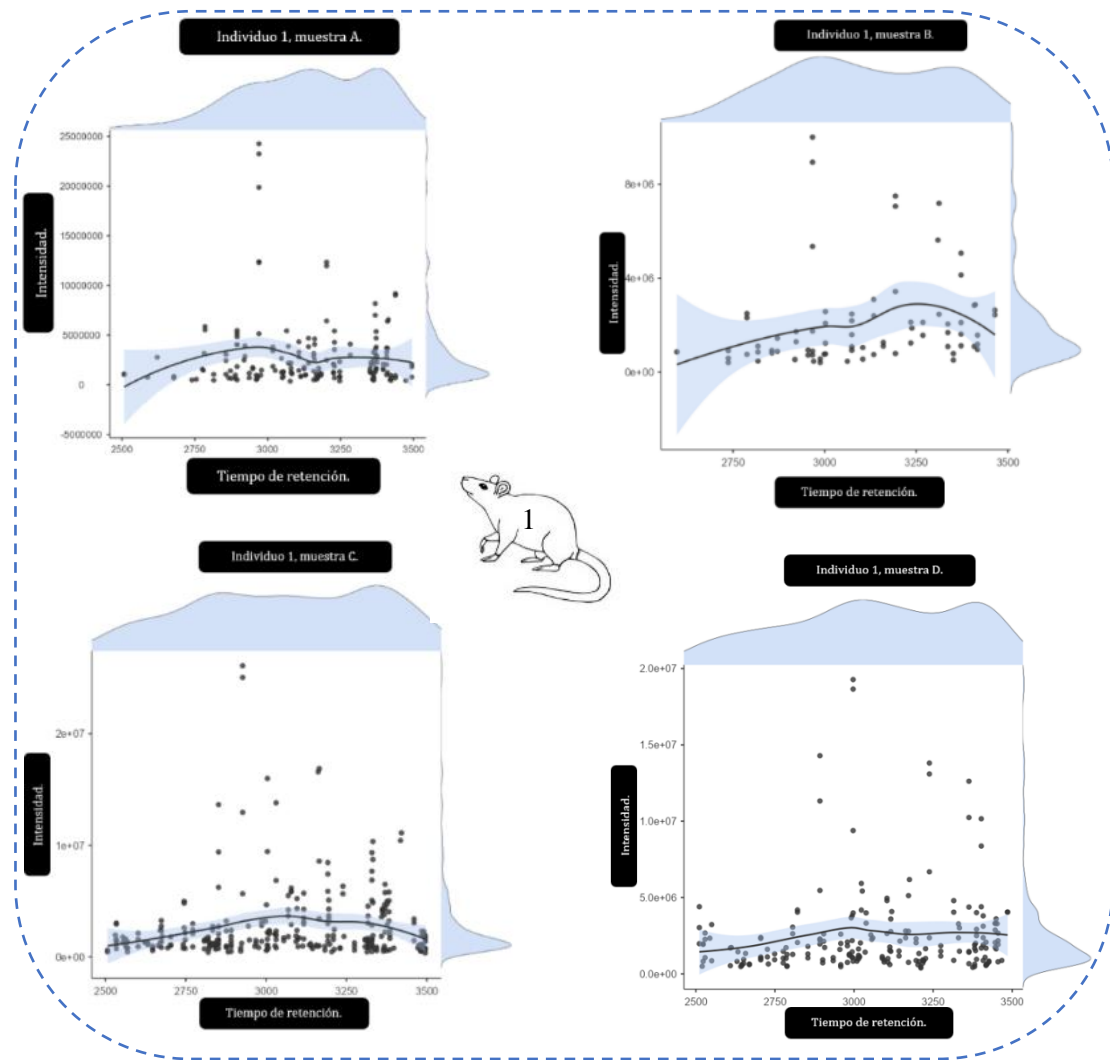 Individuo 1, muestra A.
25000000
20000000
15000000
10000000
5000000
0
-5000000
Intensidad.
2500 2750 3000 3250 3500
Tiempo de retención.
Individuo 1, muestra B.
8e+06
4e+06
0e+00
Intensidad.
2750 3000 3250 3500
Tiempo de retención.
1
Individuo 1, muestra C.
2e+07
1e+07
0e+00
Intensidad.
2500 2750 3000 3250 3500
Tiempo de retención.
Individuo 1, muestra D.
2.0e+07
1.5e+07
1.0e+07
5.0e+06
0.0e+00
Intensidad.
2500 2750 3000 3250 3500
Tiempo de retención.